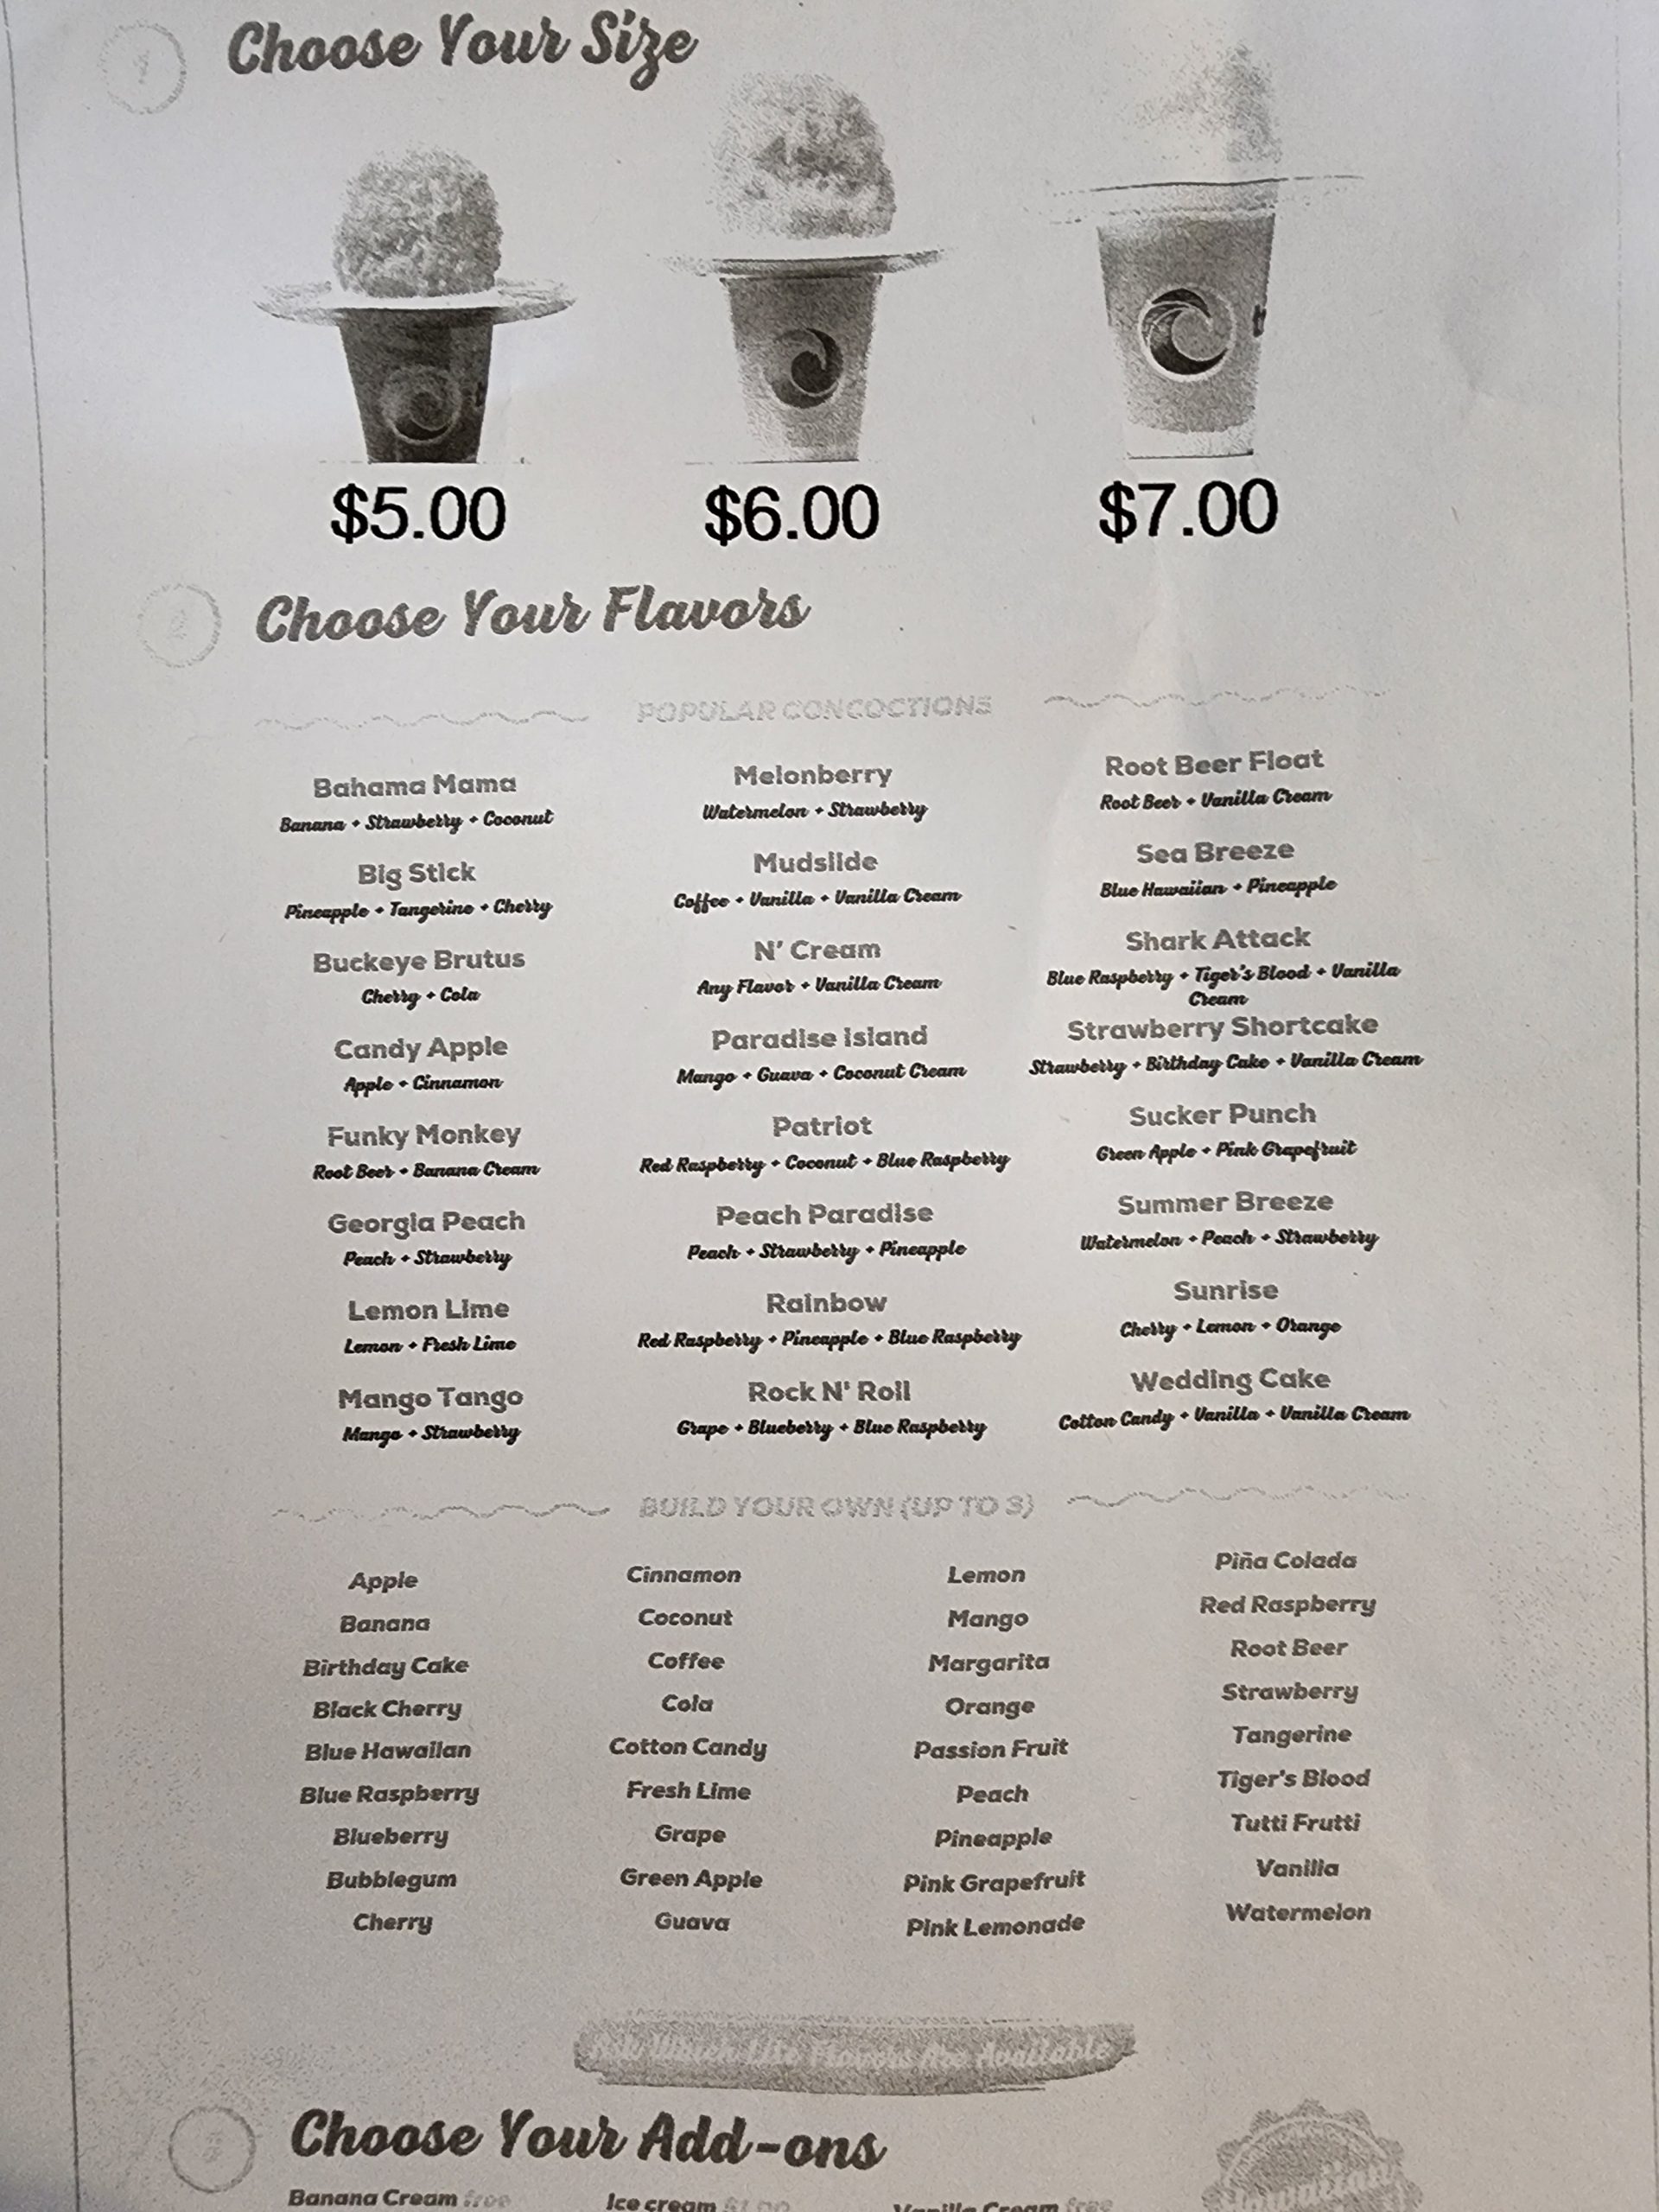 Choose Your Size
$5.00 $6.00 $7.00
Choose Your Flavors
POPULAR CONCOCTIONS
Bahama Mama
Banana + Strawberry + Coconut
Big Stick
Pineapple + Tangerine + Cherry
Buckeye Brutus
Cherry + Cola
Candy Apple
Apple + Cinnamon
Funky Monkey
Root Beer + Banana Cream
Georgia Peach
Peach + Strawberry
Lemon Lime
Lemon + Fresh Lime
Mango Tango
Mango + Strawberry
Melonberry
Watermelon + Strawberry
Mudslide
Coffee + Vanilla + Vanilla Cream
N' Cream
Any Flavor + Vanilla Cream
Paradise Island
Mango + Guava + Coconut Cream
Patriot
Red Raspberry + Coconut + Blue Raspberry
Peach Paradise
Peach + Strawberry + Pineapple
Rainbow
Red Raspberry + Pineapple + Blue Raspberry
Rock N' Roll
Grape + Blueberry + Blue Raspberry
Root Beer Float
Root Beer + Vanilla Cream
Sea Breeze
Blue Hawaiian + Pineapple
Shark Attack
Blue Raspberry + Tiger's Blood + Vanilla
Cream
Strawberry Shortcake
Strawberry + Birthday Cake + Vanilla Cream
Sucker Punch
Green Apple + Pink Grapefruit
Summer Breeze
Watermelon + Peach + Strawberry
Sunrise
Cherry + Lemon + Orange
Wedding Cake
Cotton Candy + Vanilla + Vanilla Cream
BUILD YOUR OWN (UP TO 3)
Apple
Banana
Birthday Cake
Black Cherry
Blue Hawaiian
Blue Raspberry
Blueberry
Bubblegum
Cherry
Cinnamon
Coconut
Coffee
Cola
Cotton Candy
Fresh Lime
Grape
Green Apple
Guava
Lemon
Mango
Margarita
Orange
Passion Fruit
Peach
Pineapple
Pink Grapefruit
Pink Lemonade
Piña Colada
Red Raspberry
Root Beer
Strawberry
Tangerine
Tiger's Blood
Tutti Frutti
Vanilla
Watermelon
Ask Which Lite Flavors Are Available
Choose Your Add-ons
Hawaiian
Banana Cream free
Ice cream $1.00
Vanilla Cream free